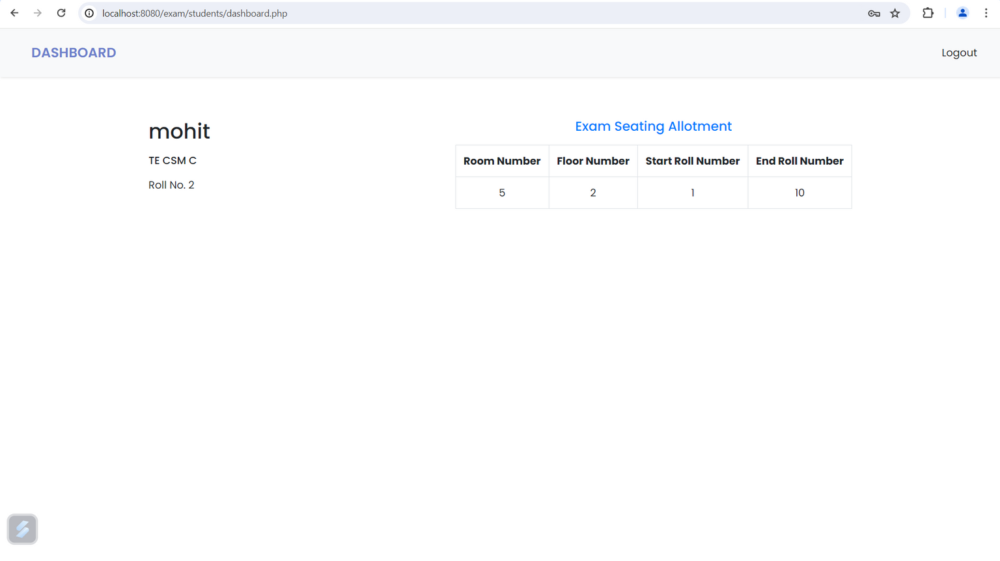 localhost:8080/exam/students/dashboard.php
DASHBOARD
Logout
mohit
TE CSM C
Roll No. 2
Exam Seating Allotment
Room Number Floor Number Start Roll Number End Roll Number
5 2 1 10